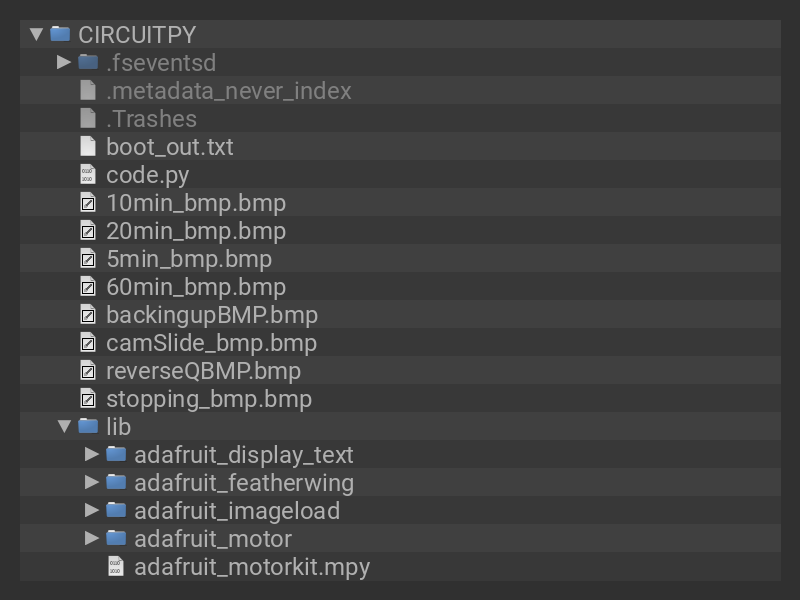 CIRCUITPY
.fseventsd
.metadata_never_index
.Trashes
boot_out.txt
code.py
10min_bmp.bmp
20min_bmp.bmp
5min_bmp.bmp
60min_bmp.bmp
backingupBMP.bmp
camSlide_bmp.bmp
reverseQBMP.bmp
stopping_bmp.bmp
lib
adafruit_display_text
adafruit_featherwing
adafruit_imageload
adafruit_motor
adafruit_motorkit.mpy